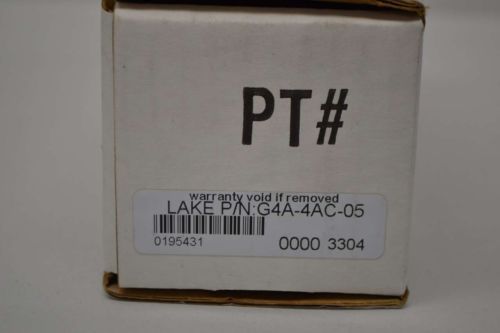 PT#
warranty void if removed
LAKE P/N:G4A-4AC-05
0195431
0000 3304